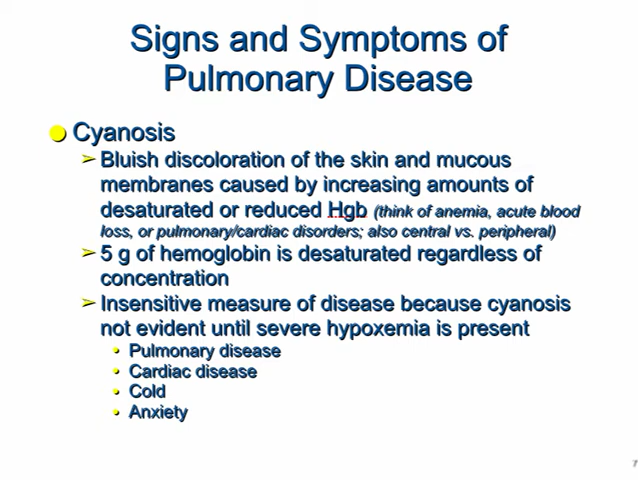 Signs and Symptoms of
Pulmonary Disease
Cyanosis
Bluish discoloration of the skin and mucous
membranes caused by increasing amounts of
desaturated or reduced Hgb (think of anemia, acute blood
loss, or pulmonary/cardiac disorders; also central vs. peripheral)
5 g of hemoglobin is desaturated regardless of
concentration
Insensitive measure of disease because cyanosis
not evident until severe hypoxemia is present
Pulmonary disease
Cardiac disease
Cold
Anxiety
7